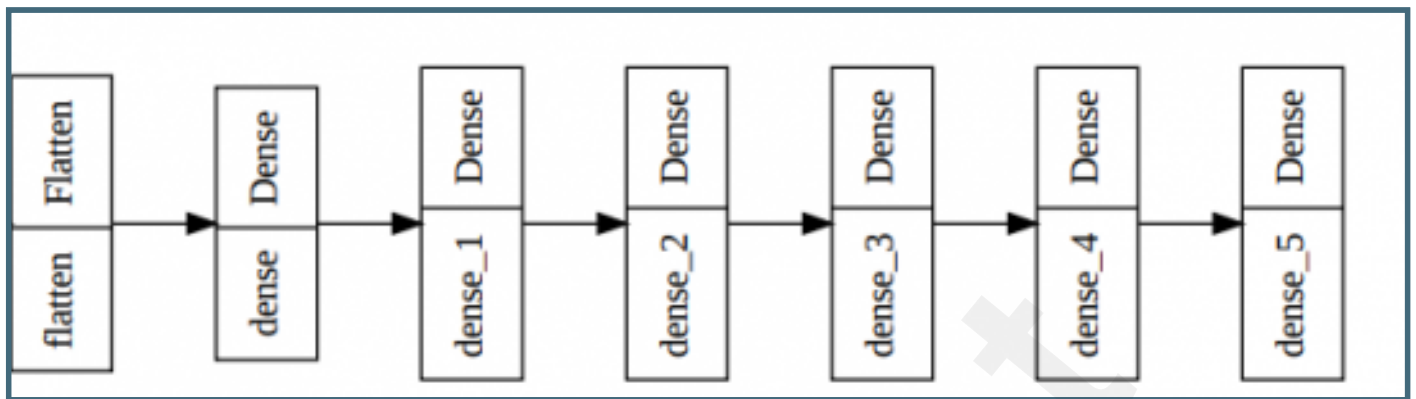 flatten Flatten
dense Dense
dense_1 Dense
dense_2 Dense
dense_3 Dense
dense_4 Dense
dense_5 Dense
t